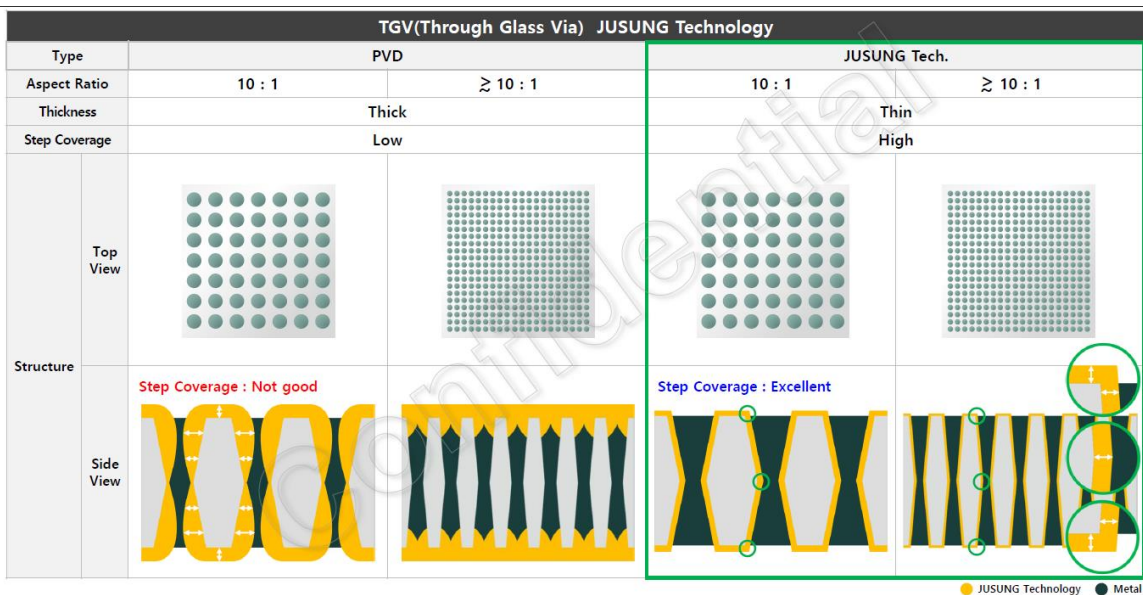 TGV(Through Glass Via) JUSUNG Technology
Type PVD JUSUNG Tech.
Aspect Ratio 10 : 1 ≳ 10 : 1 10 : 1 ≳ 10 : 1
Thickness Thick Thin
Step Coverage Low High
Structure
Top
View
Side
View
Step Coverage : Not good
Step Coverage : Excellent
Confidential
JUSUNG Technology Metal